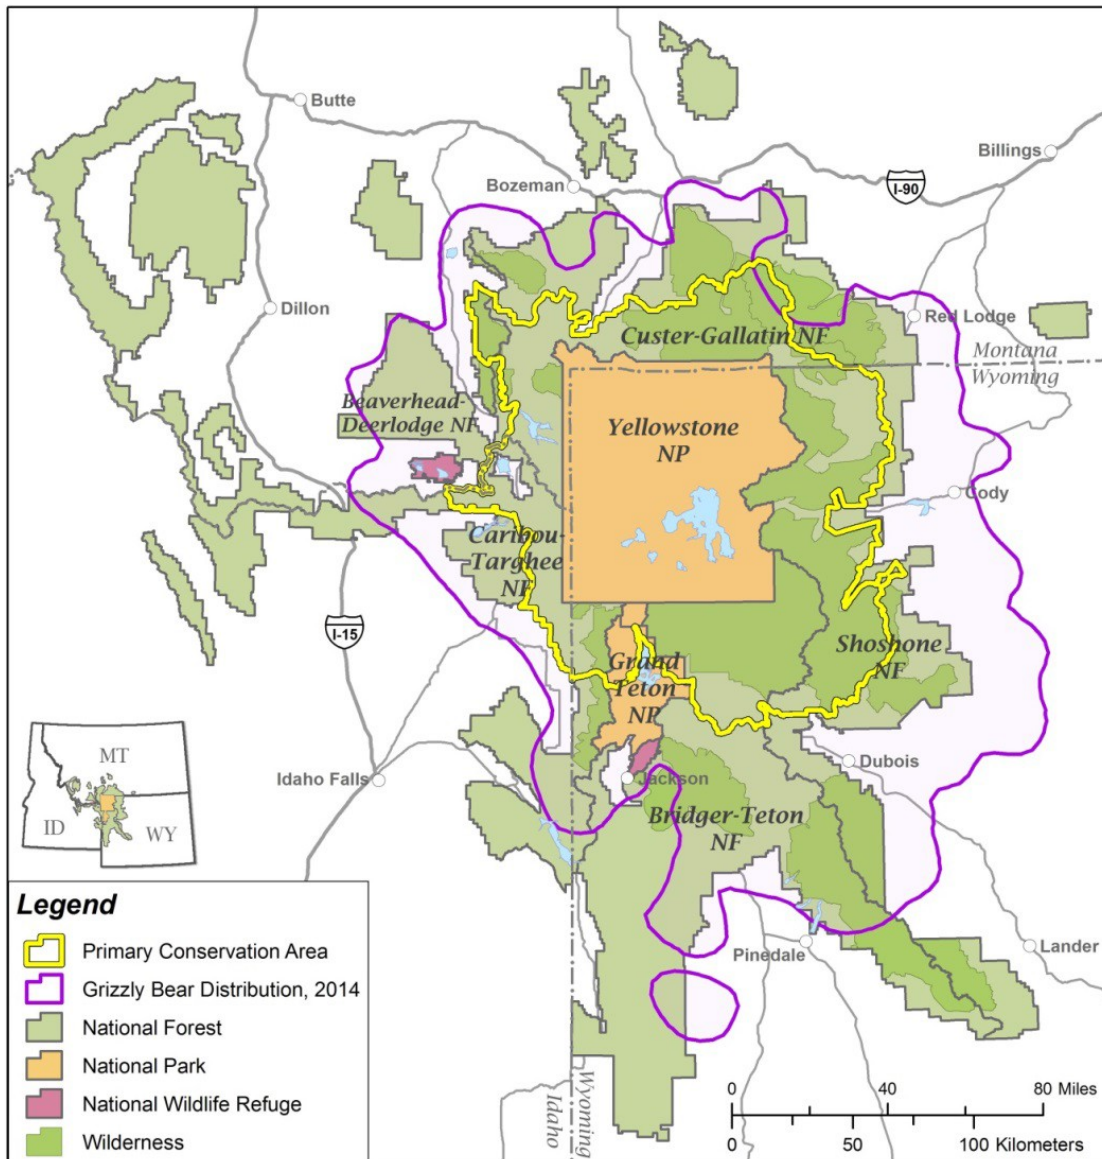 Butte
Billings
Bozeman
I-90
Dillon
Red Lodge
Custer-Gallatin NF
Montana
Wyoming
Beaverhead-
Deerlodge NF
Yellowstone
NP
Cody
Caribou-
Targhee
NF
I-15
Shoshone
NF
Grand
Teton
NP
Idaho Falls
Jackson
Dubois
Bridger-Teton
NF
MT
ID
WY
Pinedale
Lander
Wyoming
Idaho
Legend
Primary Conservation Area
Grizzly Bear Distribution, 2014
National Forest
National Park
National Wildlife Refuge
Wilderness
0 40 80 Miles
0 50 100 Kilometers